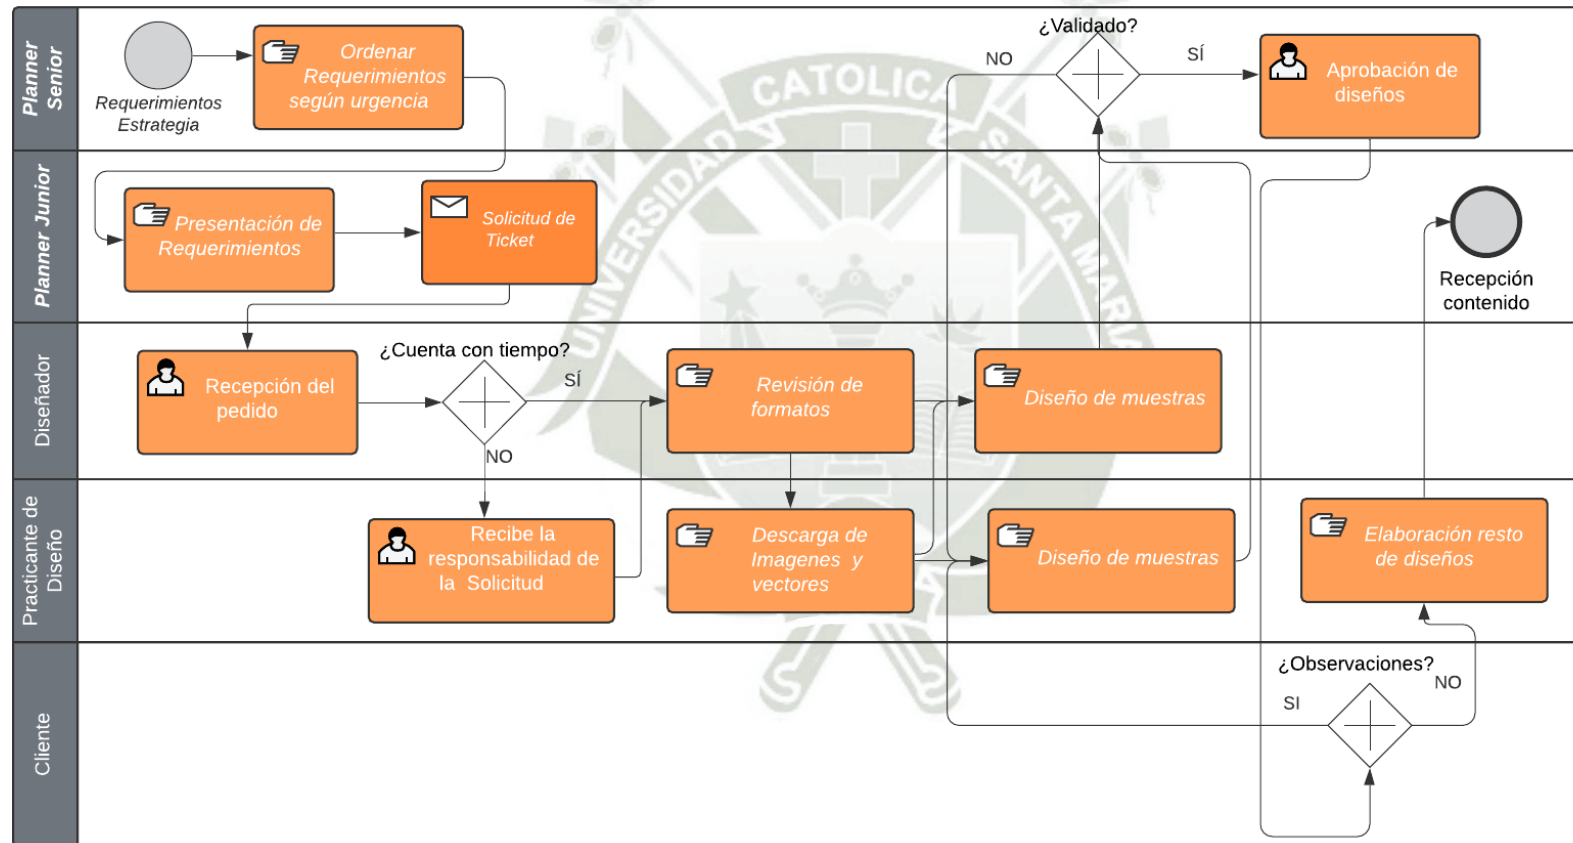 Planner
Senior
Requerimientos
Estrategia
Ordenar
Requerimientos
según urgencia
¿Validado?
NO
SÍ
Aprobación de
diseños
UNIVERSIDAD CATOLICA SANTA MARIA
Planner Junior
Presentación de
Requerimientos
Solicitud de
Ticket
Recepción
contenido
Diseñador
Recepción del
pedido
¿Cuenta con tiempo?
SÍ
NO
Revisión de
formatos
Diseño de muestras
Practicante de
Diseño
Recibe la
responsabilidad de
la Solicitud
Descarga de
Imagenes y
vectores
Diseño de muestras
Elaboración resto
de diseños
Cliente
¿Observaciones?
SI
NO